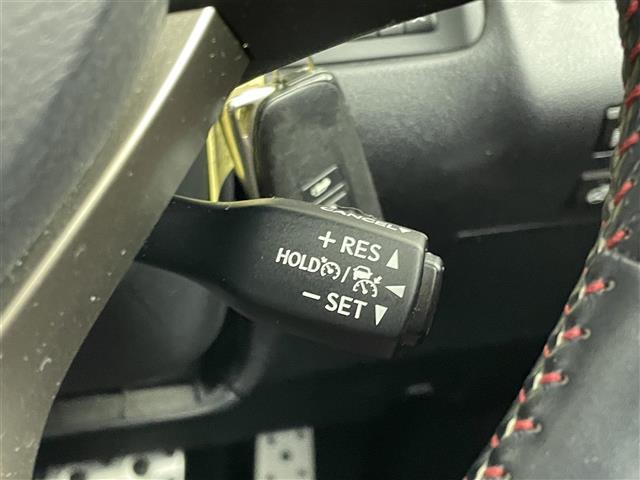 CANCEL
+ RES
HOLD /
− SET